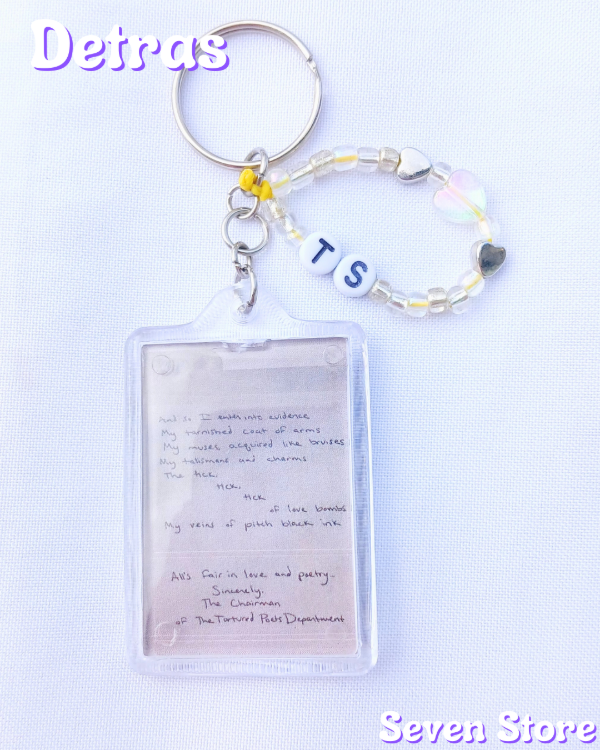 Detras
T S
And so I enter into evidence
My tarnished coat of arms
My muses acquired like bruises
My talismans and charms
The tick,
tick,
tick
of love bombs
My veins of pitch black ink
All's fair in love and poetry...
Sincerely,
The Chairman
of The Tortured Poets Department
Seven Store